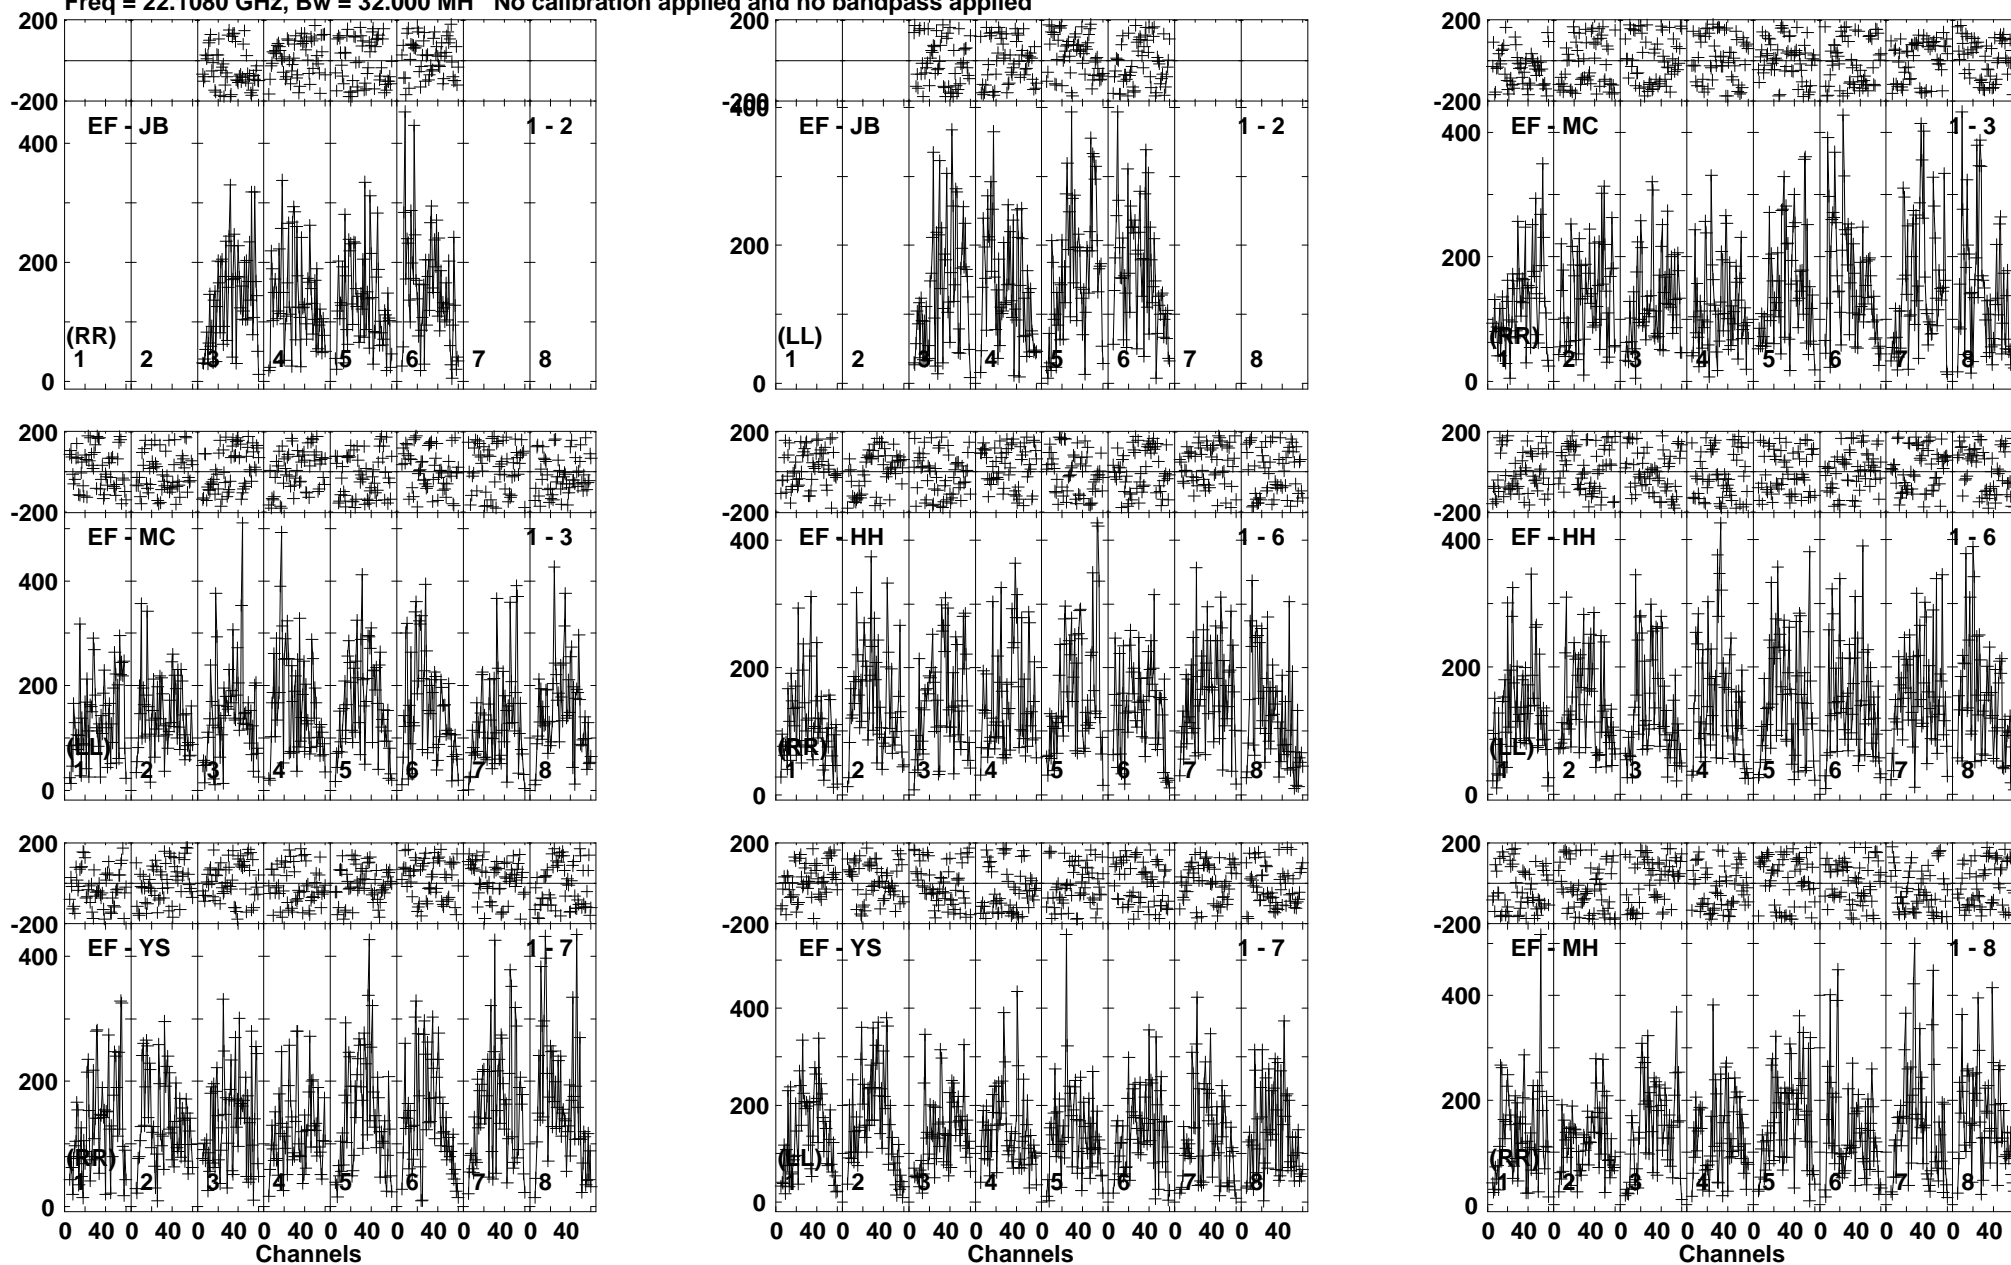 Freq = 22.1080 GHz, Bw = 32.000 MH No calibration applied and no bandpass applied
200 200 200
-200 -200 -200
EF - JB 1 - 2 EF - JB 1 - 2 EF - MC 1 - 3
400 400 400
200 200 200
(RR) (LL) (RR)
1 2 3 4 5 6 7 8 1 2 3 4 5 6 7 8 1 2 3 4 5 6 7 8
0 0 0
200 200 200
-200 -200 -200
EF - MC 1 - 3 EF - HH 1 - 6 EF - HH 1 - 6
400 400 400
200 200 200
(LL) (RR) (LL)
1 2 3 4 5 6 7 8 1 2 3 4 5 6 7 8 1 2 3 4 5 6 7 8
0 0 0
200 200 200
-200 -200 -200
EF - YS 1 - 7 EF - YS 1 - 7 EF - MH 1 - 8
400 400 400
200 200 200
(RR) (LL) (RR)
1 2 3 4 5 6 7 8 1 2 3 4 5 6 7 8 1 2 3 4 5 6 7 8
0 0 0
0 40 0 40 0 40 0 40 0 40 0 40 0 40 0 40 0 40 0 40 0 40 0 40 0 40 0 40 0 40 0 40 0 40 0 40 0 40 0 40 0 40 0 40 0 40 0 40
Channels Channels Channels